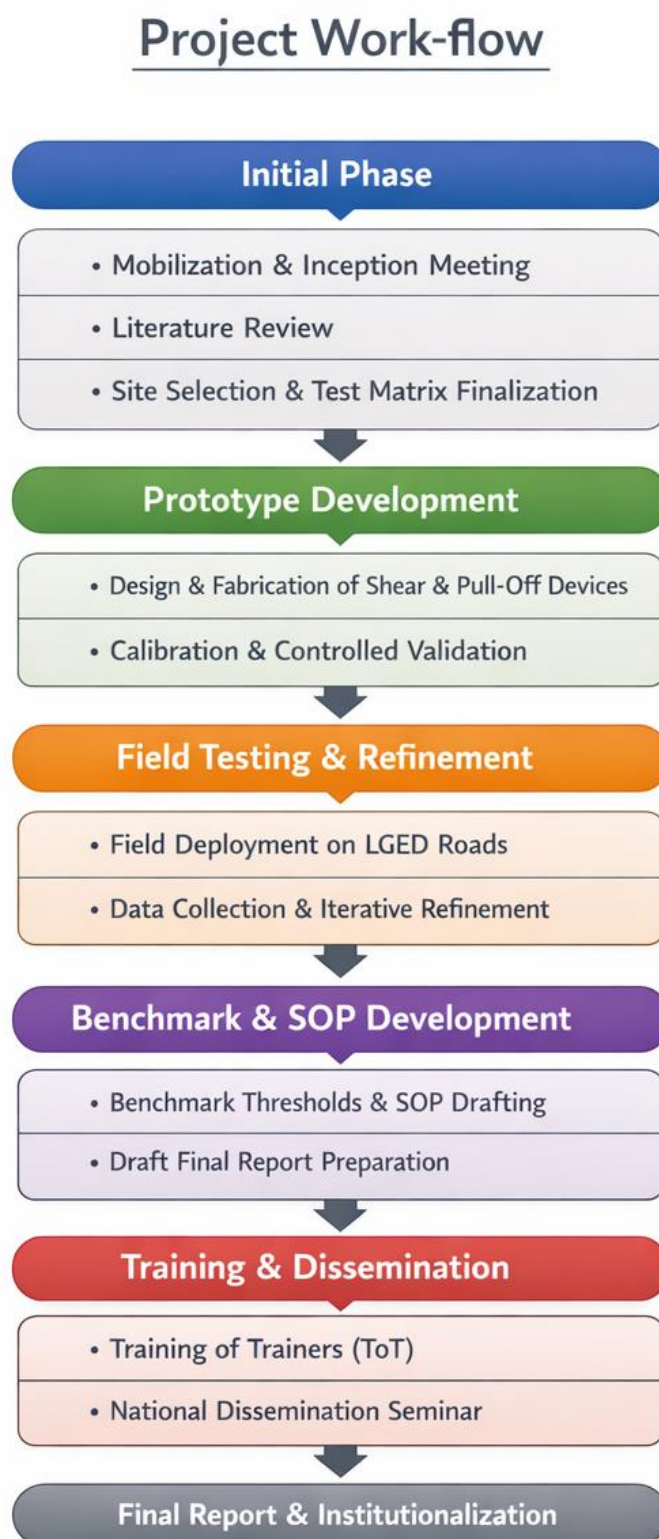 Project Work-flow
Initial Phase
• Mobilization & Inception Meeting
• Literature Review
• Site Selection & Test Matrix Finalization
Prototype Development
• Design & Fabrication of Shear & Pull-Off Devices
• Calibration & Controlled Validation
Field Testing & Refinement
• Field Deployment on LGED Roads
• Data Collection & Iterative Refinement
Benchmark & SOP Development
• Benchmark Thresholds & SOP Drafting
• Draft Final Report Preparation
Training & Dissemination
• Training of Trainers (ToT)
• National Dissemination Seminar
Final Report & Institutionalization